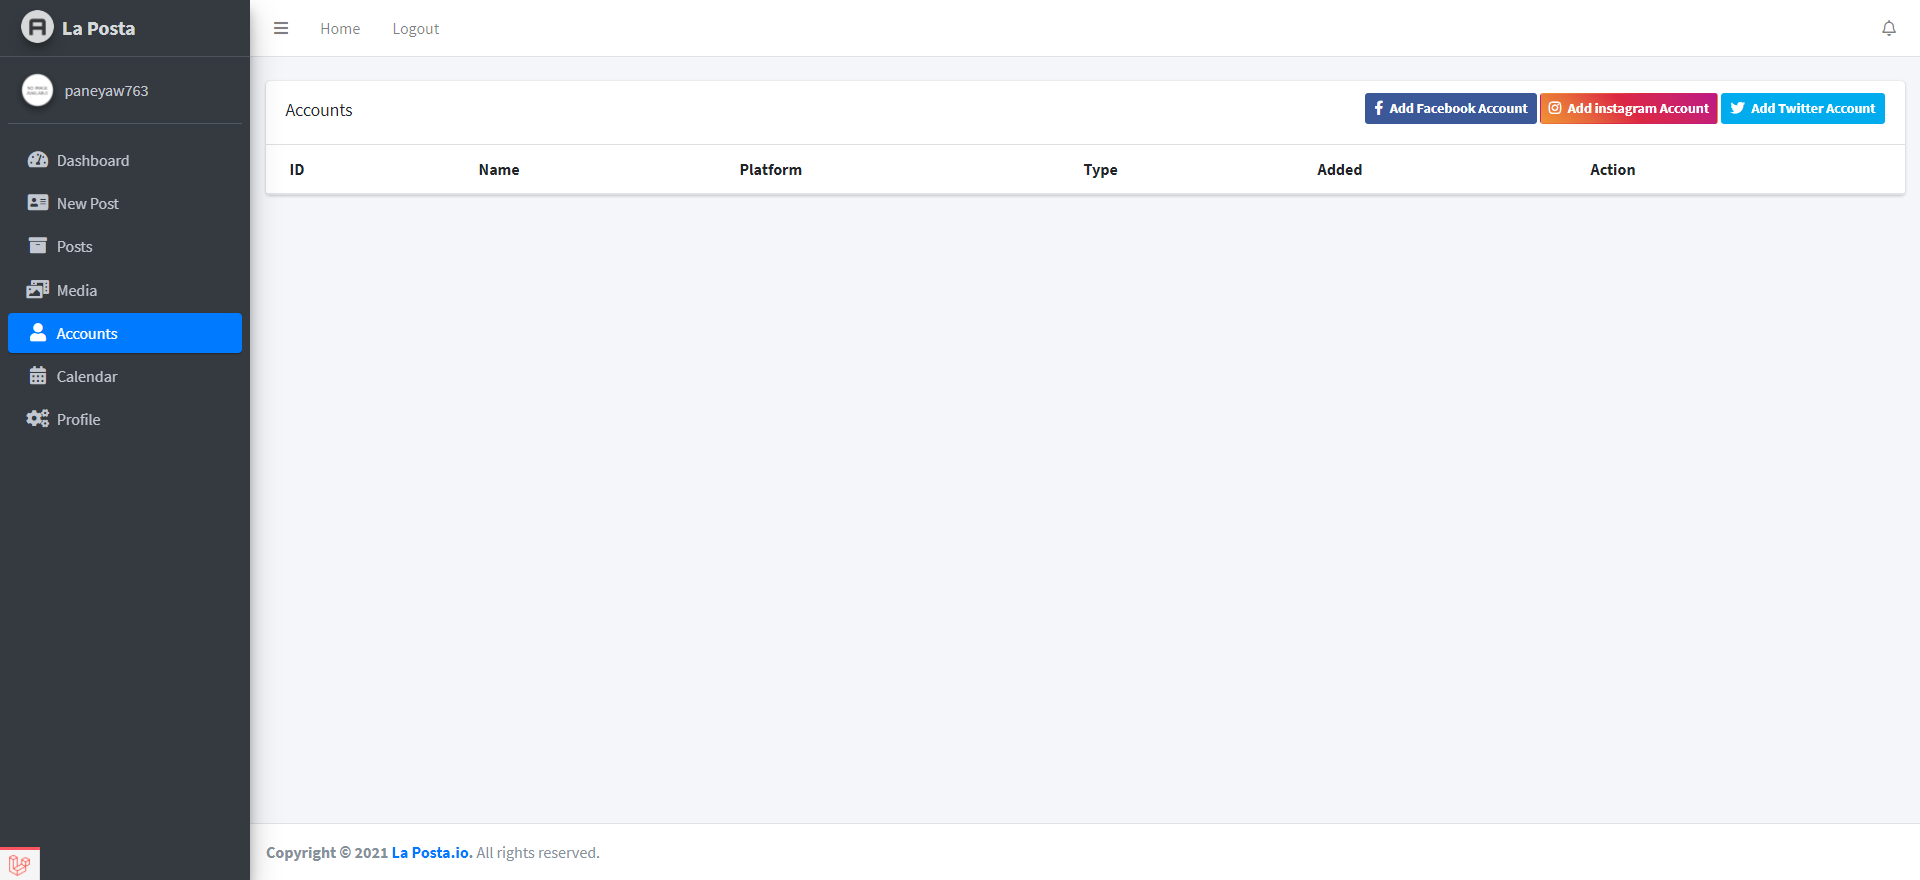 La Posta
Home
Logout
paneyaw763
Dashboard
New Post
Posts
Media
Accounts
Calendar
Profile
Accounts
Add Facebook Account
Add instagram Account
Add Twitter Account
ID Name Platform Type Added Action
Copyright © 2021 La Posta.io. All rights reserved.